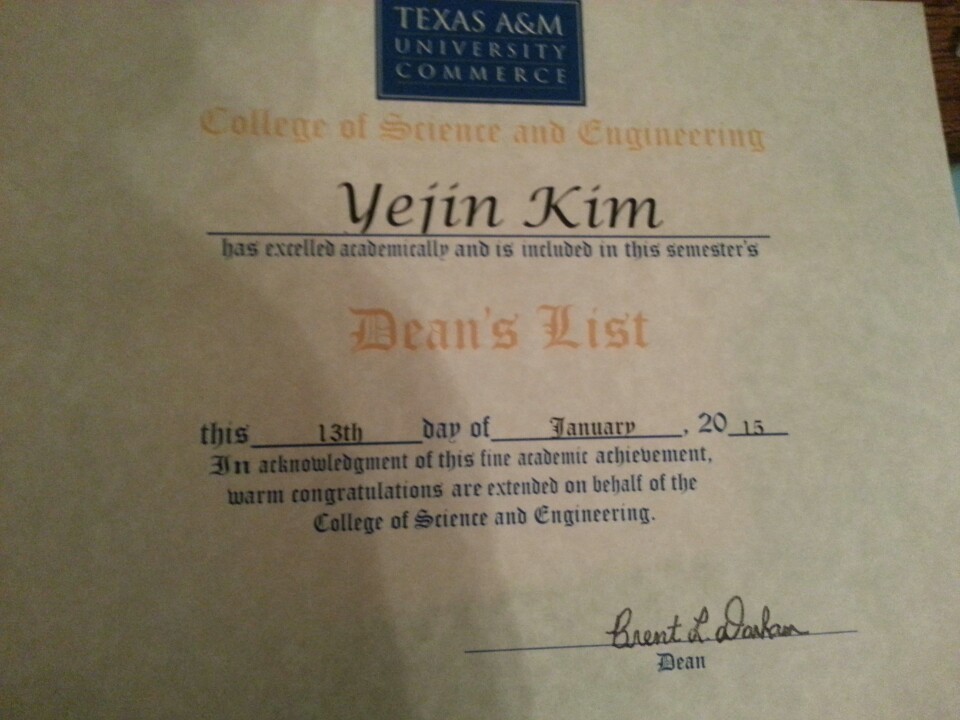 TEXAS A&M
UNIVERSITY
COMMERCE
College of Science and Engineering
Yejin Kim
has excelled academically and is included in this semester's
Dean's List
this 13th day of January, 20 15
In acknowledgment of this fine academic achievement,
warm congratulations are extended on behalf of the
College of Science and Engineering.
Brent L. Donham
Dean